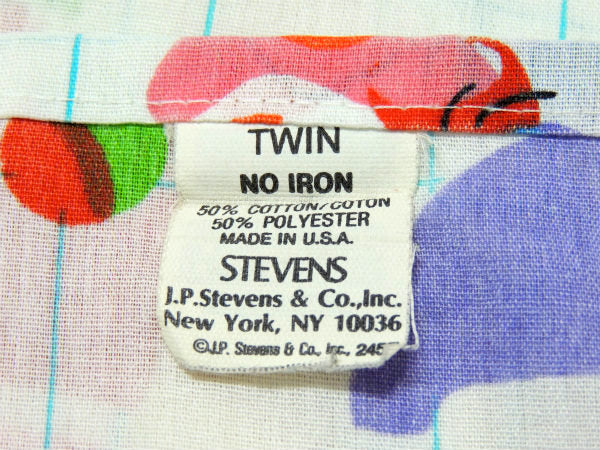 TWIN
NO IRON
50% COTTON/COTON
50% POLYESTER
MADE IN U.S.A.
STEVENS
J.P.Stevens & Co.,Inc.
New York, NY 10036
©J.P. Stevens & Co., Inc., 245